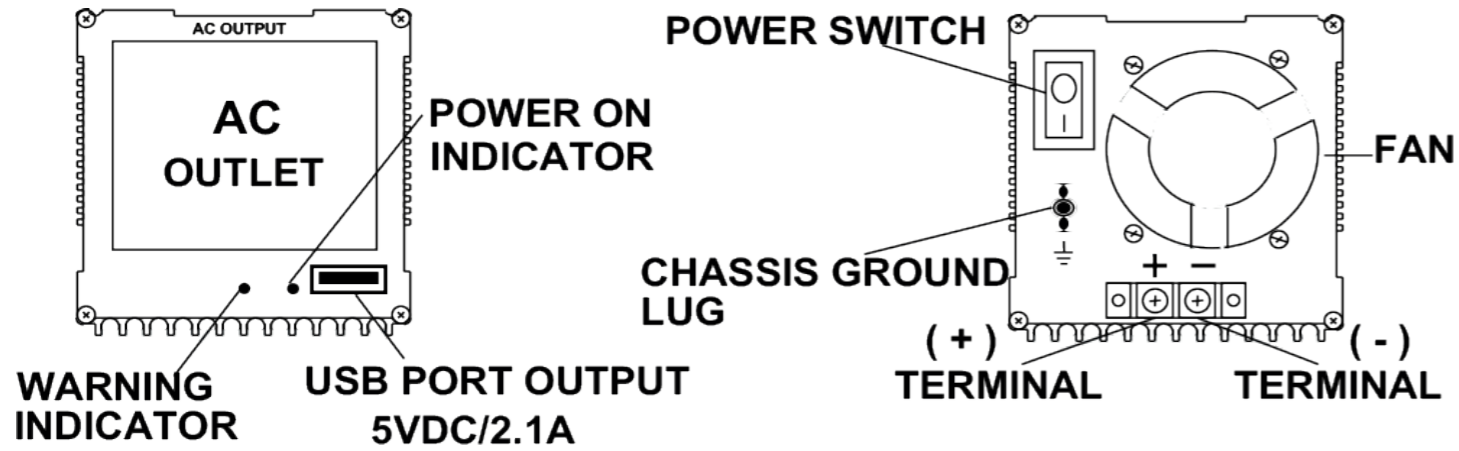 AC OUTPUT
AC
OUTLET
POWER ON
INDICATOR
WARNING
INDICATOR
USB PORT OUTPUT
5VDC/2.1A
POWER SWITCH
FAN
CHASSIS GROUND
LUG
+ −
( + )
TERMINAL
( - )
TERMINAL